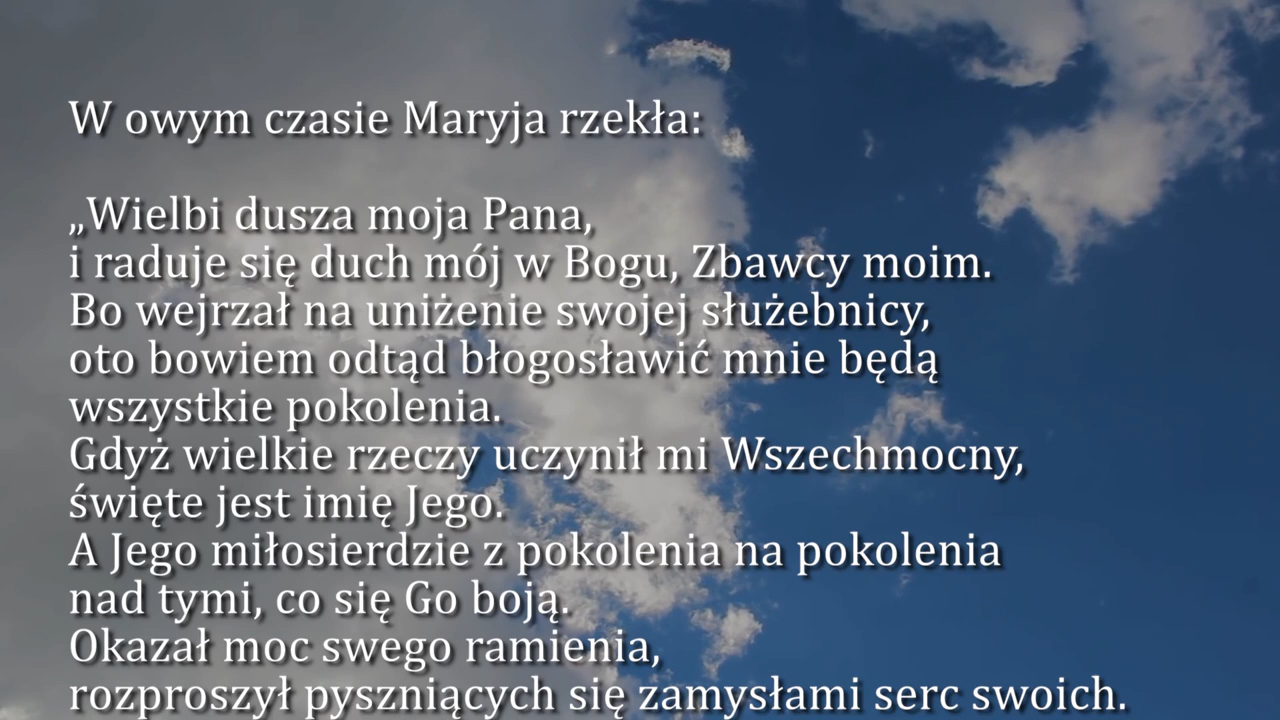 W owym czasie Maryja rzekła:
„Wielbi dusza moja Pana,
i raduje się duch mój w Bogu, Zbawcy moim.
Bo wejrzał na uniżenie swojej służebnicy,
oto bowiem odtąd błogosławić mnie będą
wszystkie pokolenia.
Gdyż wielkie rzeczy uczynił mi Wszechmocny,
święte jest imię Jego.
A Jego miłosierdzie z pokolenia na pokolenia
nad tymi, co się Go boją.
Okazał moc swego ramienia,
rozproszył pyszniących się zamysłami serc swoich.